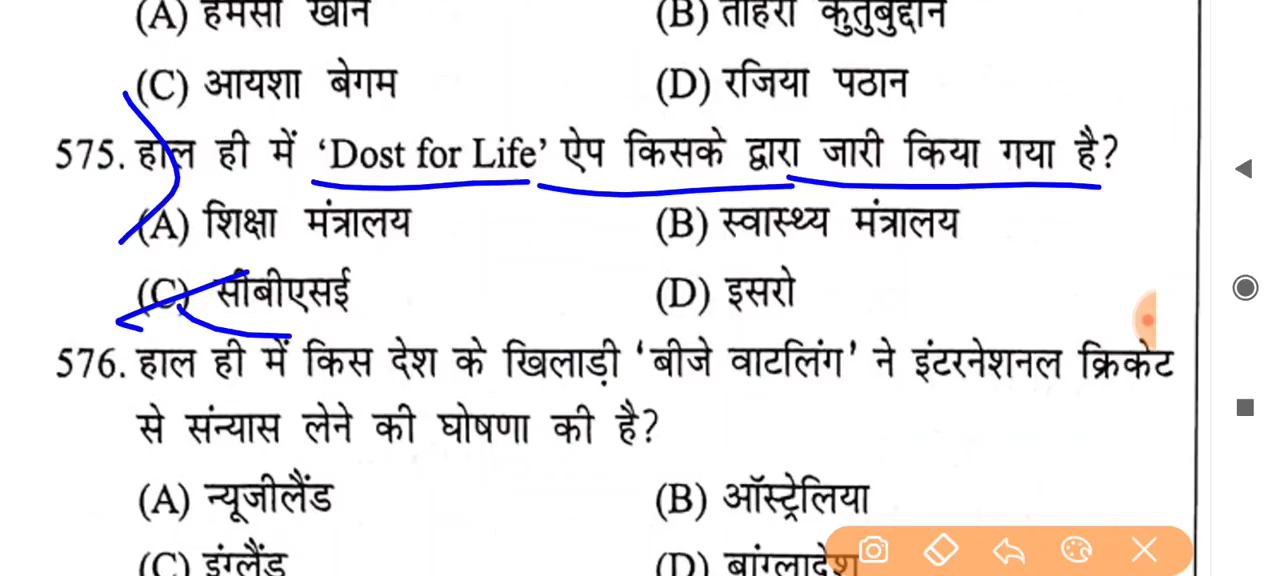 (A) हमसा खान (B) ताहिरा कुतुबुद्दीन
(C) आयशा बेगम (D) रजिया पठान
575. हाल ही में ‘Dost for Life’ ऐप किसके द्वारा जारी किया गया है?
(A) शिक्षा मंत्रालय (B) स्वास्थ्य मंत्रालय
(C) सीबीएसई (D) इसरो
576. हाल ही में किस देश के खिलाड़ी ‘बीजे वाटलिंग’ ने इंटरनेशनल क्रिकेट
से संन्यास लेने की घोषणा की है?
(A) न्यूजीलैंड (B) ऑस्ट्रेलिया
(C) इंग्लैंड (D) बांग्लादेश